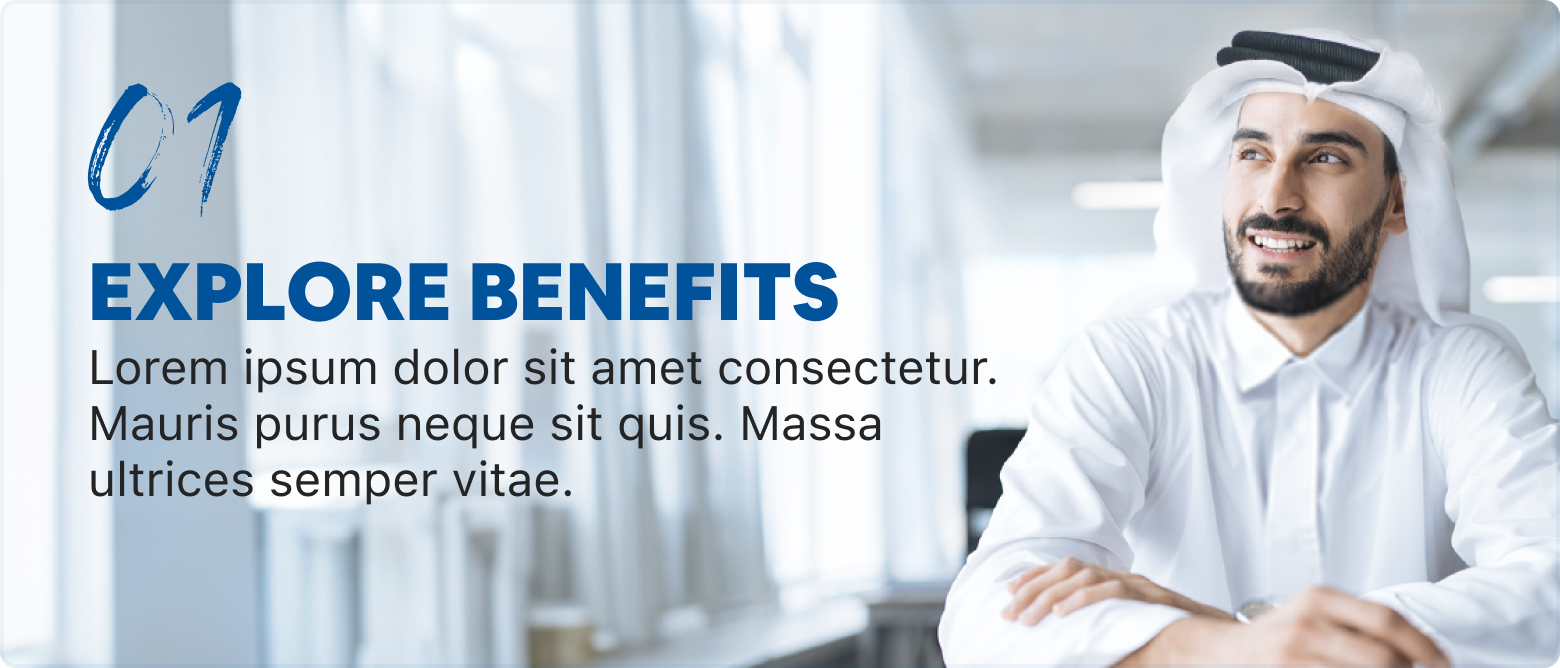 01
EXPLORE BENEFITS
Lorem ipsum dolor sit amet consectetur.
Mauris purus neque sit quis. Massa
ultrices semper vitae.